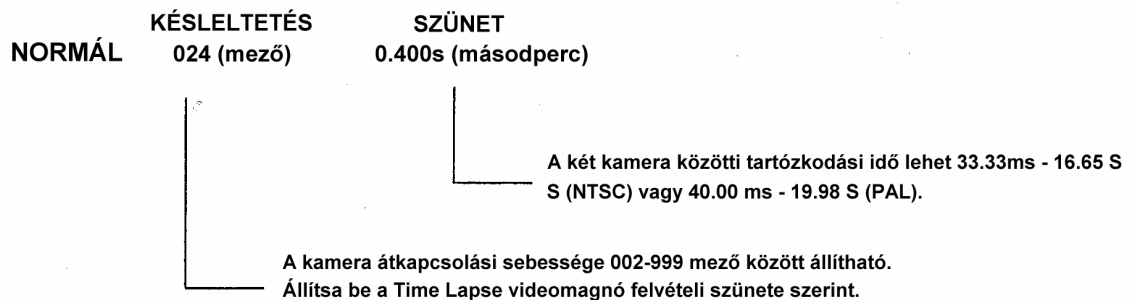 KÉSLELTETÉS SZÜNET
NORMÁL 024 (mező) 0.400s (másodperc)
A két kamera közötti tartózkodási idő lehet 33.33ms - 16.65 S
S (NTSC) vagy 40.00 ms - 19.98 S (PAL).
A kamera átkapcsolási sebessége 002-999 mező között állítható.
Állítsa be a Time Lapse videomagnó felvételi szünete szerint.